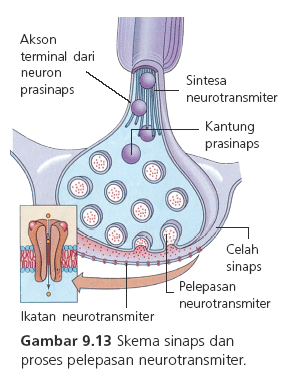 Akson
terminal dari
neuron
prasinaps
Sintesa
neurotransmiter
Kantung
prasinaps
Celah
sinaps
Pelepasan
neurotransmiter
Ikatan neurotransmiter
Gambar 9.13 Skema sinaps dan
proses pelepasan neurotransmiter.